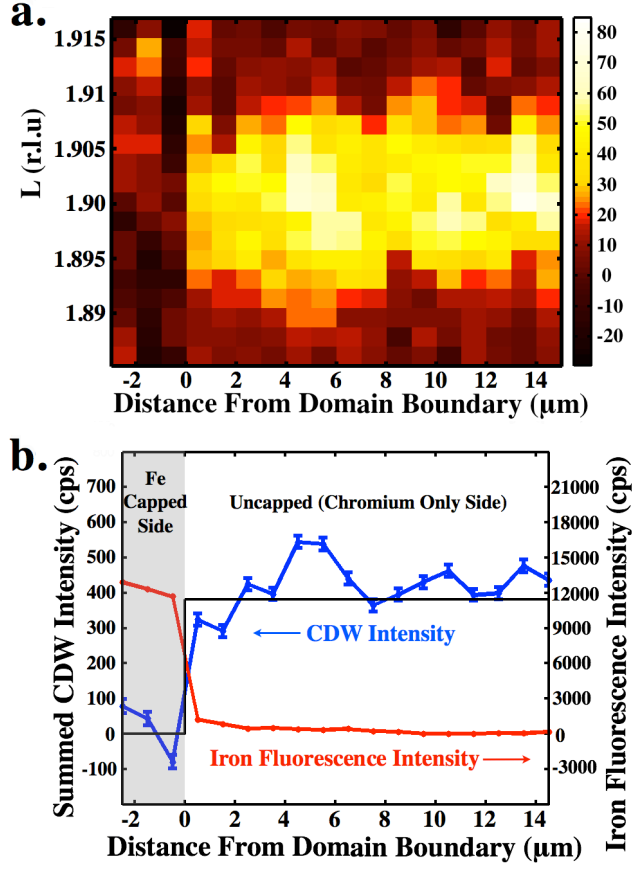 a.
1.915
1.91
1.905
1.90
1.895
1.89
L (r.l.u)
80
70
60
50
40
30
20
10
0
-10
-20
-2 0 2 4 6 8 10 12 14
Distance From Domain Boundary (μm)
b.
Summed CDW Intensity (cps)
700
600
500
400
300
200
100
0
-100
Fe
Capped
Side
Uncapped (Chromium Only Side)
CDW Intensity
Iron Fluorescence Intensity
21000
18000
15000
12000
9000
6000
3000
0
-3000
Iron Fluorescence Intensity (cps)
-2 0 2 4 6 8 10 12 14
Distance From Domain Boundary (μm)